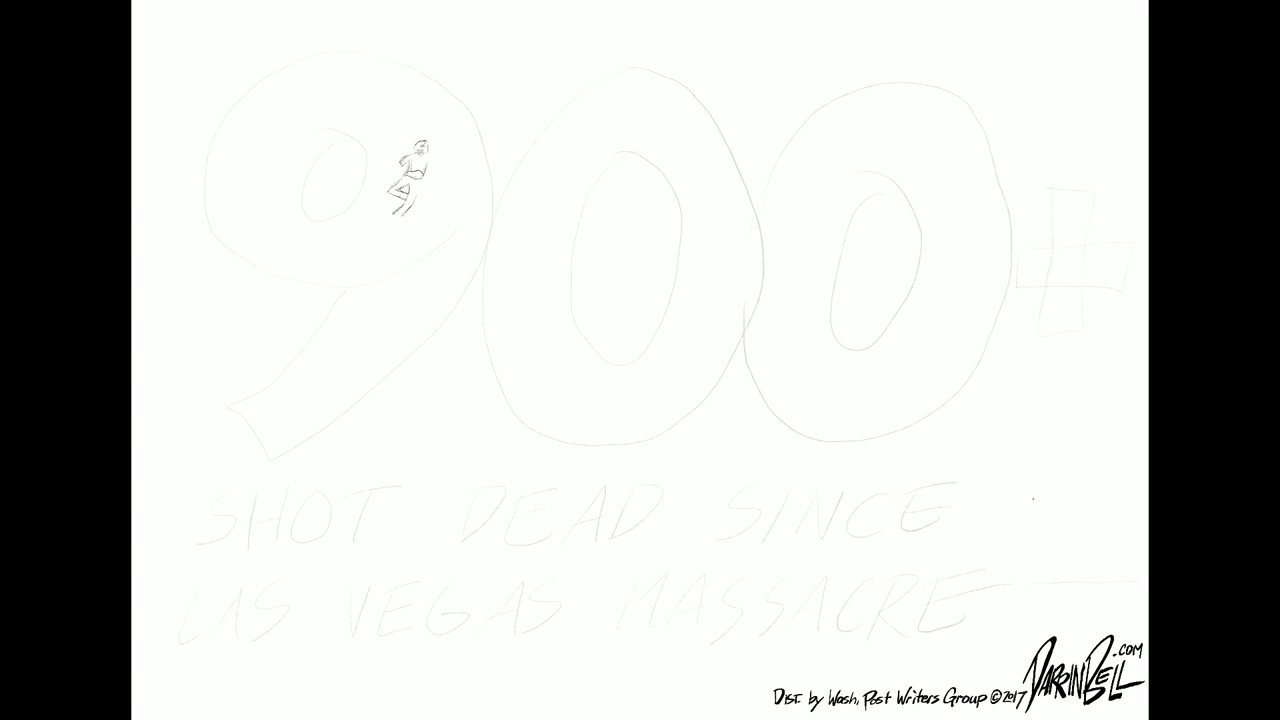 900+
SHOT DEAD SINCE
LAS VEGAS MASSACRE
DARRINBELL.COM
DIST. by Wash. Post Writers Group © 2017